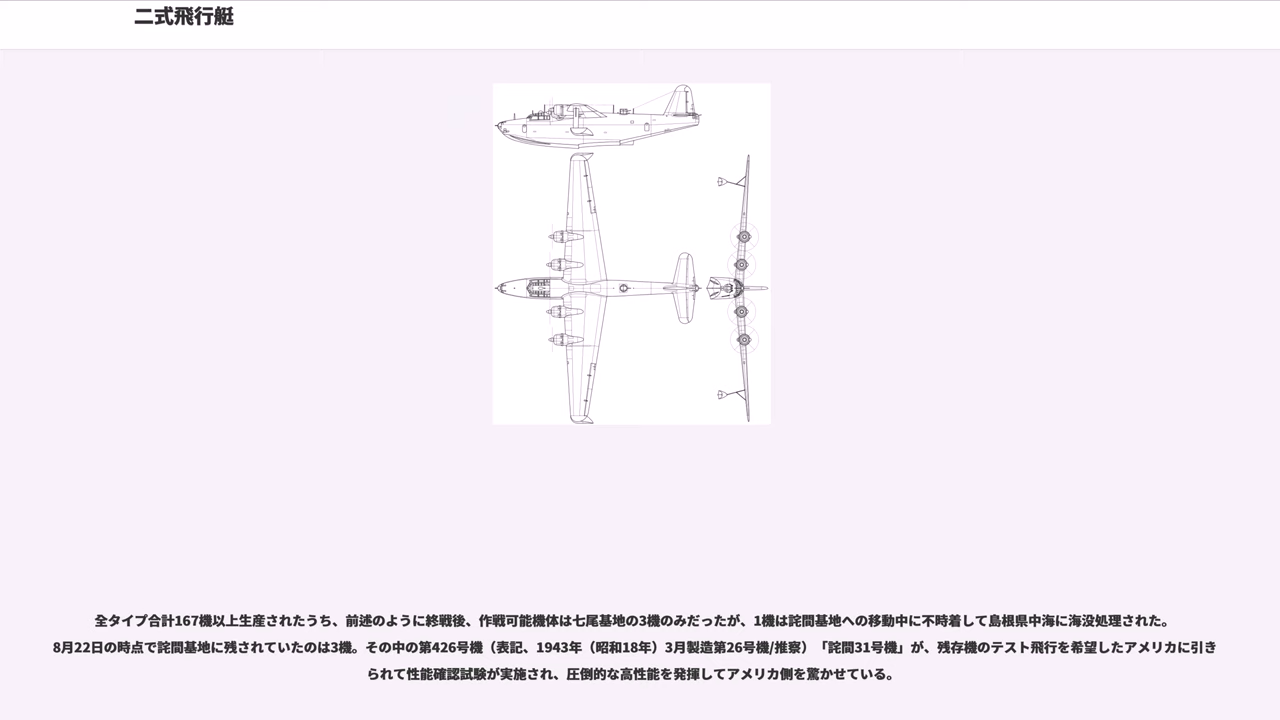 二式飛行艇
全タイプ合計167機以上生産されたうち、前述のように終戦後、作戦可能機体は七尾基地の3機のみだったが、1機は詫間基地への移動中に不時着して島根県中海に海没処理された。
8月22日の時点で詫間基地に残されていたのは3機。その中の第426号機（表記、1943年（昭和18年）3月製造第26号機/推察）「詫間31号機」が、残存機のテスト飛行を希望したアメリカに引き
られて性能確認試験が実施され、圧倒的な高性能を発揮してアメリカ側を驚かせている。